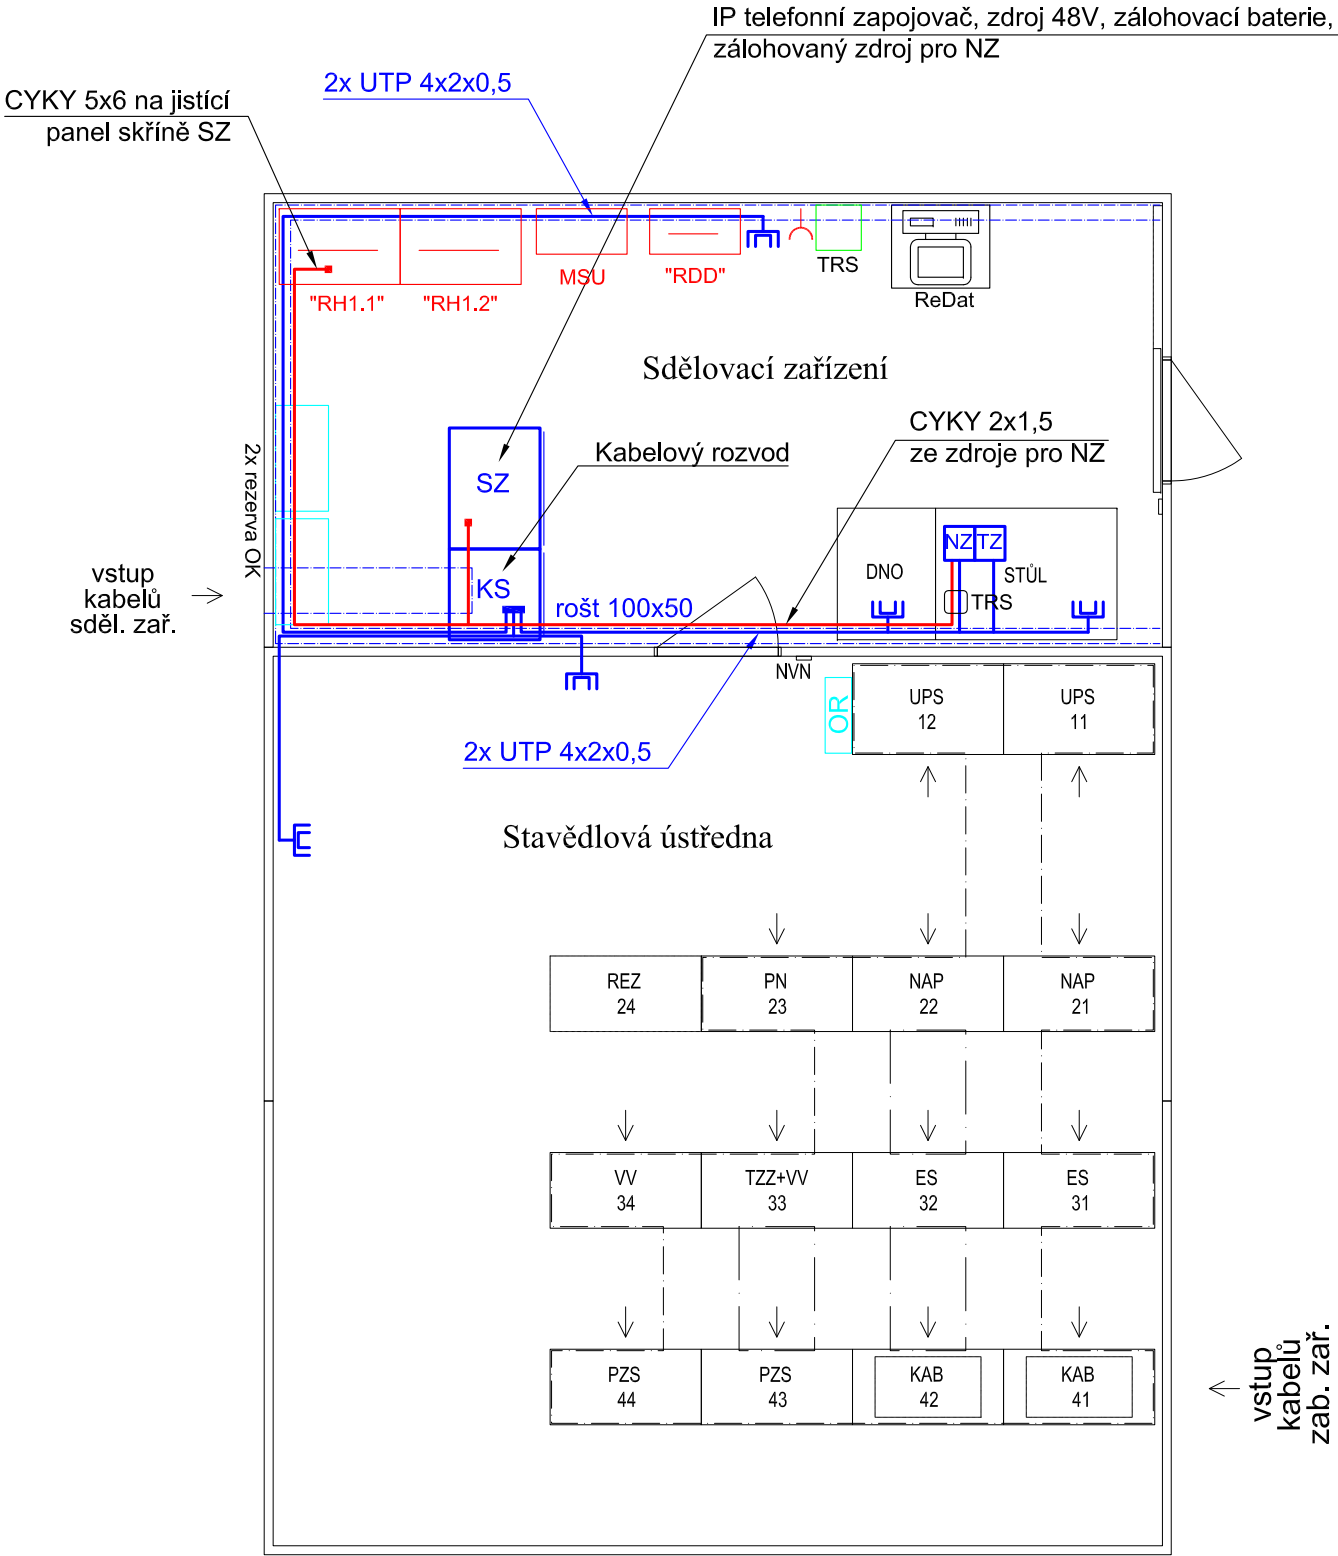 IP telefonní zapojovač, zdroj 48V, zálohovací baterie,
zálohovaný zdroj pro NZ
2x UTP 4x2x0,5
CYKY 5x6 na jistící
panel skříně SZ
"RH1.1"
"RH1.2"
MSU
"RDD"
TRS
ReDat
Sdělovací zařízení
CYKY 2x1,5
ze zdroje pro NZ
Kabelový rozvod
2x rezerva OK
SZ
KS
rošt 100x50
vstup
kabelů
sděl. zař.
DNO
NZ
TZ
STŮL
TRS
NVN
OR
UPS
12
UPS
11
2x UTP 4x2x0,5
Stavědlová ústředna
REZ
24
PN
23
NAP
22
NAP
21
VV
34
TZZ+VV
33
ES
32
ES
31
PZS
44
PZS
43
KAB
42
KAB
41
vstup
kabelů
zab. zař.